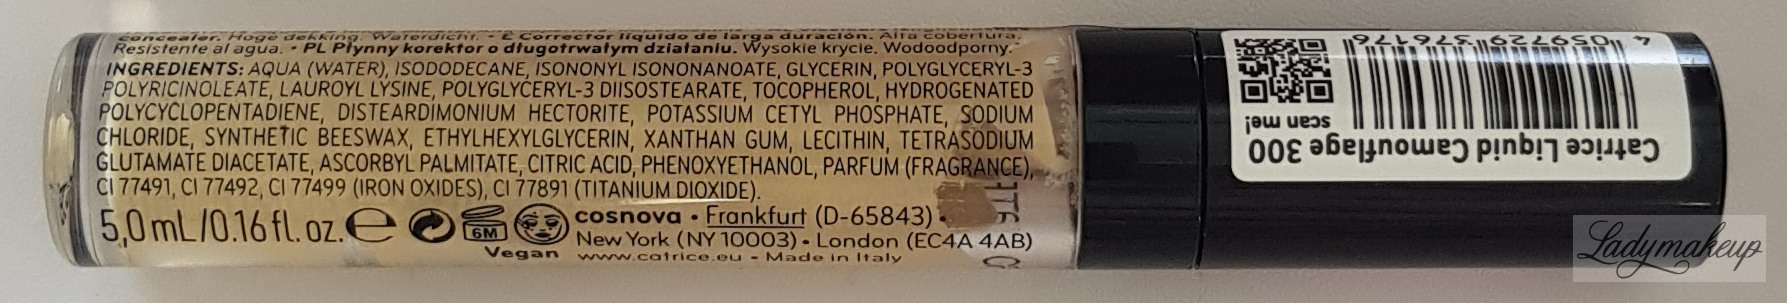 concealer. Hoge dekking. Waterdicht. • E Corrector líquido de larga duración. Alta cobertura.
Resistente al agua. • PL Płynny korektor o długotrwałym działaniu. Wysokie krycie. Wodoodporny.
INGREDIENTS: AQUA (WATER), ISODODECANE, ISONONYL ISONONANOATE, GLYCERIN, POLYGLYCERYL-3
POLYRICINOLEATE, LAUROYL LYSINE, POLYGLYCERYL-3 DIISOSTEARATE, TOCOPHEROL, HYDROGENATED
POLYCYCLOPENTADIENE, DISTEARDIMONIUM HECTORITE, POTASSIUM CETYL PHOSPHATE, SODIUM
CHLORIDE, SYNTHETIC BEESWAX, ETHYLHEXYLGLYCERIN, XANTHAN GUM, LECITHIN, TETRASODIUM
GLUTAMATE DIACETATE, ASCORBYL PALMITATE, CITRIC ACID, PHENOXYETHANOL, PARFUM (FRAGRANCE),
CI 77491, CI 77492, CI 77499 (IRON OXIDES), CI 77891 (TITANIUM DIOXIDE).
5,0 mL/0.16 fl. oz. e
6M
Vegan
cosnova • Frankfurt (D-65843) •
New York (NY 10003) • London (EC4A 4AB)
www.catrice.eu • Made in Italy
Catrice Liquid Camouflage 300
scan me!
4 059729 376176
Ladymakeup